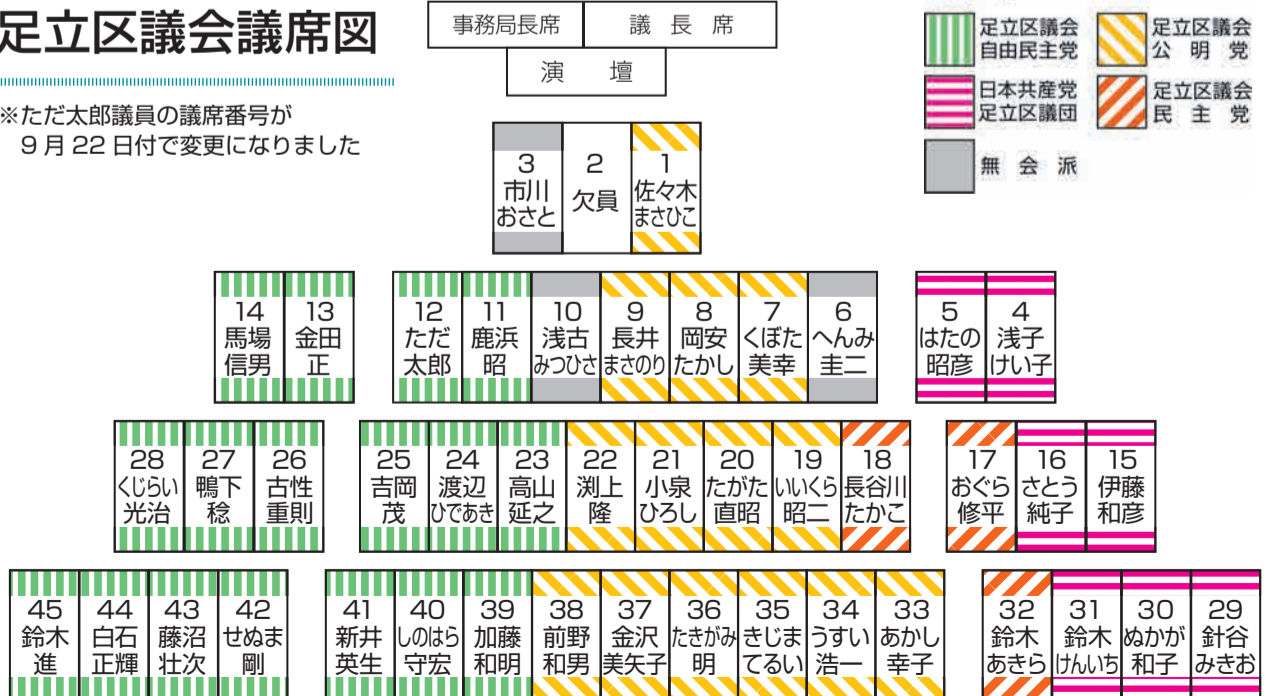 足立区議会議席図
※ただ太郎議員の議席番号が
9月22日付で変更になりました
事務局長席
議長席
演壇
足立区議会
自由民主党
足立区議会
公明党
日本共産党
足立区議団
足立区議会
民主党
無会派
3
市川
おさと
2
欠員
1
佐々木
まさひこ
14
馬場
信男
13
金田
正
12
ただ
太郎
11
鹿浜
昭
10
浅古
みつひさ
9
長井
まさのり
8
岡安
たかし
7
くぼた
美幸
6
へんみ
圭二
5
はたの
昭彦
4
浅子
けい子
28
くじらい
光治
27
鴨下
稔
26
古性
重則
25
吉岡
茂
24
渡辺
ひであき
23
高山
延之
22
渕上
隆
21
小泉
ひろし
20
たがた
直昭
19
いいくら
昭二
18
長谷川
たかこ
17
おぐら
修平
16
さとう
純子
15
伊藤
和彦
45
鈴木
進
44
白石
正輝
43
藤沼
壮次
42
せぬま
剛
41
新井
英生
40
しのはら
守宏
39
加藤
和明
38
前野
和男
37
金沢
美矢子
36
たきがみ
明
35
きじま
てるい
34
うすい
浩一
33
あかし
幸子
32
鈴木
あきら
31
鈴木
けんいち
30
ぬかが
和子
29
針谷
みきお